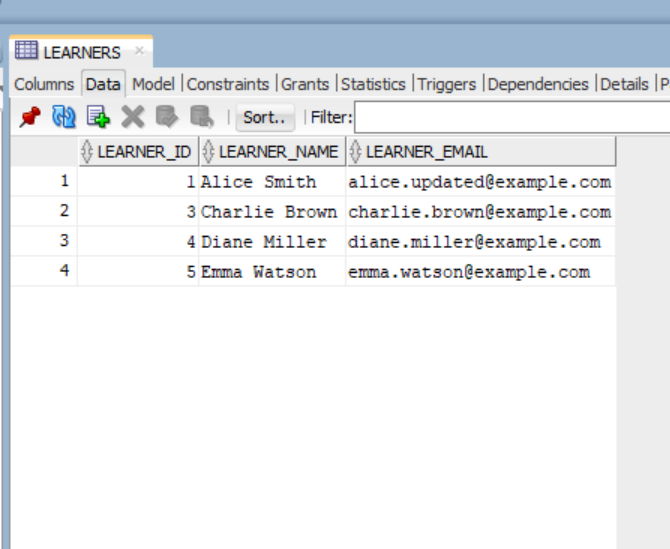 LEARNERS
Columns Data Model Constraints Grants Statistics Triggers Dependencies Details
Sort.. Filter:
LEARNER_ID LEARNER_NAME LEARNER_EMAIL
1 1 Alice Smith alice.updated@example.com
2 3 Charlie Brown charlie.brown@example.com
3 4 Diane Miller diane.miller@example.com
4 5 Emma Watson emma.watson@example.com